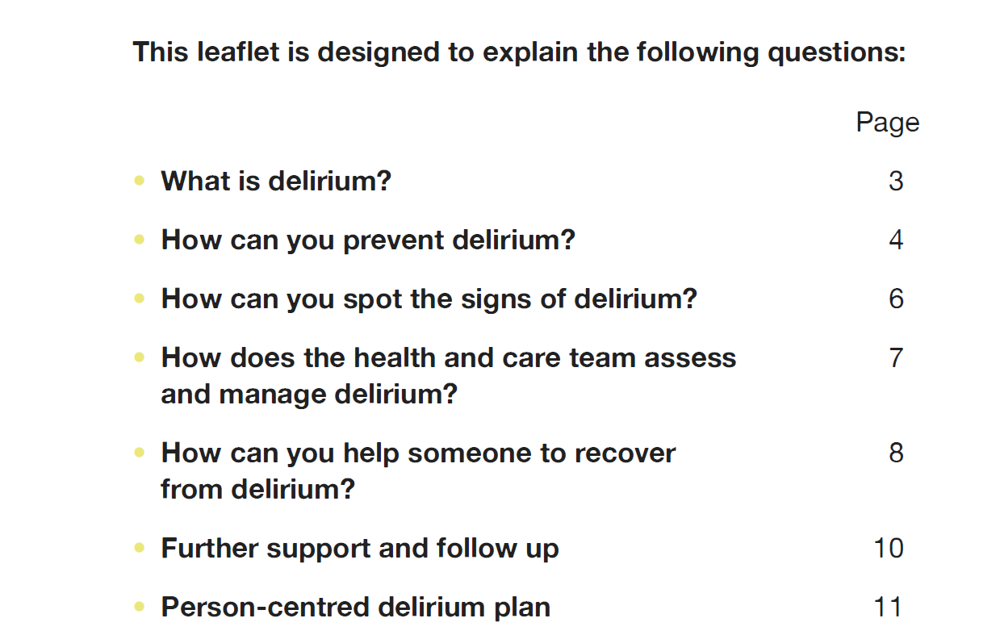 This leaflet is designed to explain the following questions:
Page
• What is delirium? 3
• How can you prevent delirium? 4
• How can you spot the signs of delirium? 6
• How does the health and care team assess 7
and manage delirium?
• How can you help someone to recover 8
from delirium?
• Further support and follow up 10
• Person-centred delirium plan 11